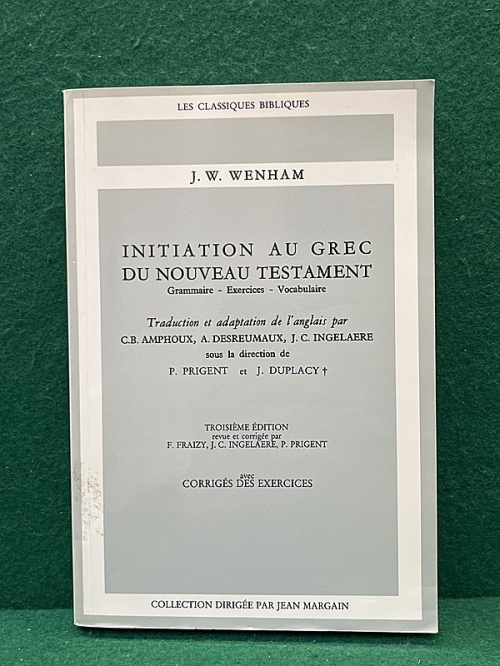 LES CLASSIQUES BIBLIQUES
J. W. WENHAM
INITIATION AU GREC
DU NOUVEAU TESTAMENT
Grammaire - Exercices - Vocabulaire
Traduction et adaptation de l'anglais par
C.B. AMPHOUX, A. DESREUMAUX, J. C. INGELAERE
sous la direction de
P. PRIGENT et J. DUPLACY †
TROISIÈME ÉDITION
revue et corrigée par
F. FRAIZY, J. C. INGELAERE, P. PRIGENT
avec
CORRIGÉS DES EXERCICES
COLLECTION DIRIGÉE PAR JEAN MARGAIN